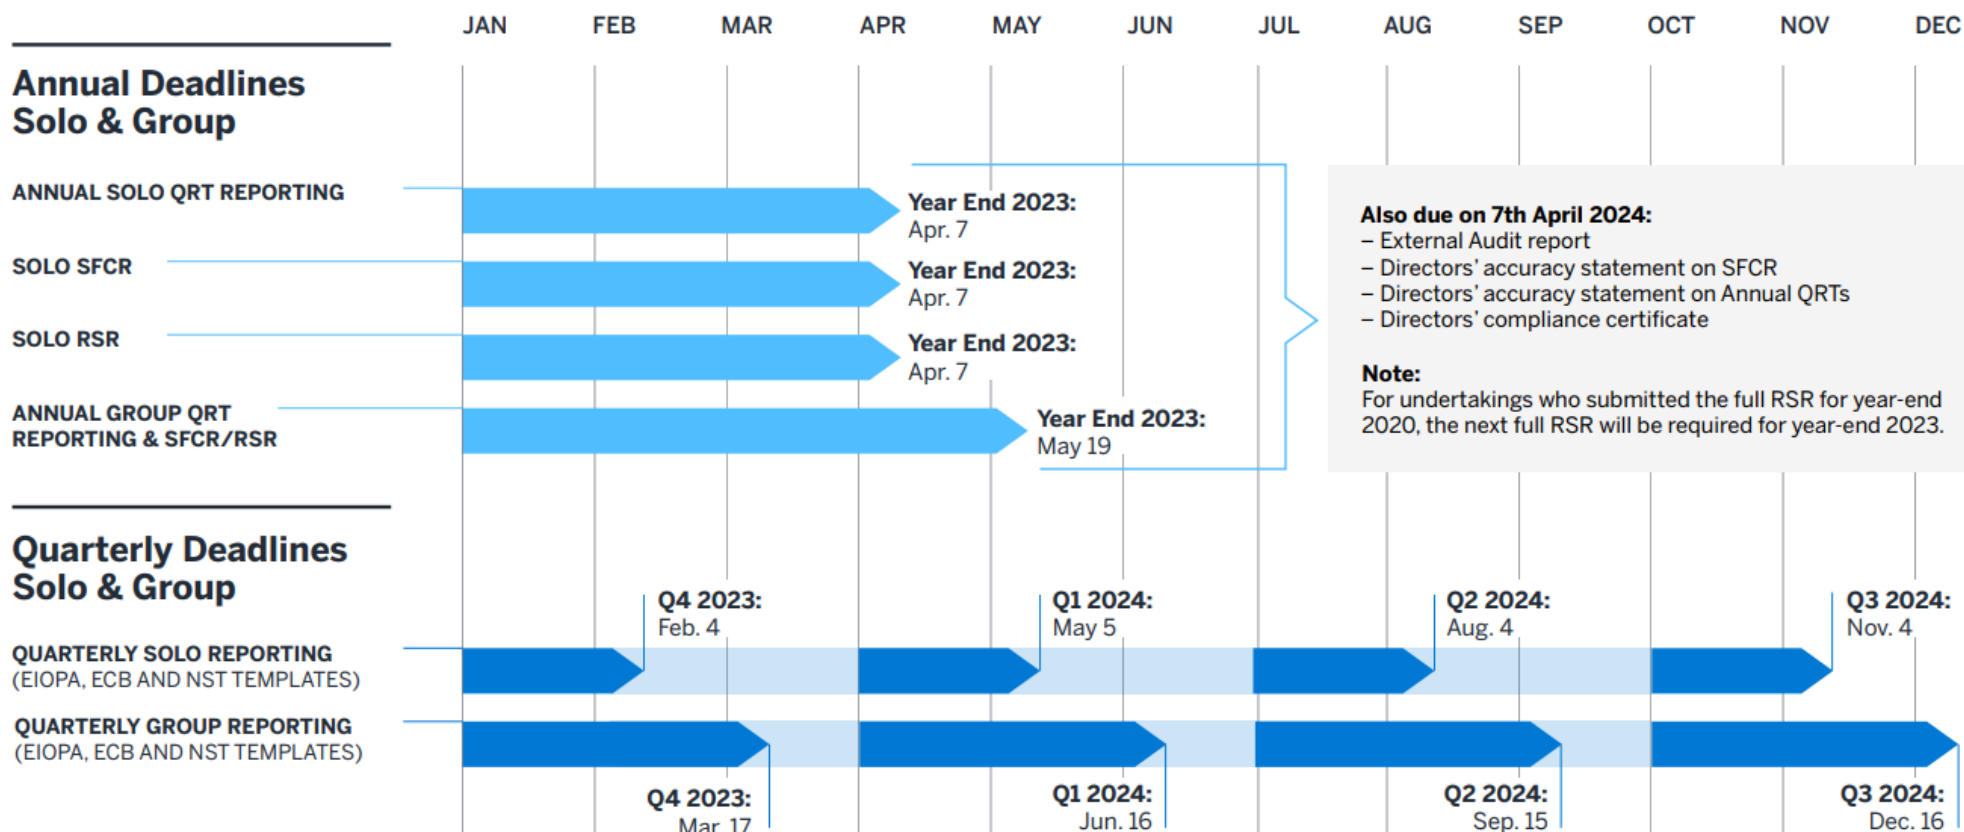 JAN FEB MAR APR MAY JUN JUL AUG SEP OCT NOV DEC
Annual Deadlines
Solo & Group
ANNUAL SOLO QRT REPORTING
Year End 2023:
Apr. 7
SOLO SFCR
Year End 2023:
Apr. 7
SOLO RSR
Year End 2023:
Apr. 7
ANNUAL GROUP QRT
REPORTING & SFCR/RSR
Year End 2023:
May 19
Also due on 7th April 2024:
– External Audit report
– Directors’ accuracy statement on SFCR
– Directors’ accuracy statement on Annual QRTs
– Directors’ compliance certificate
Note:
For undertakings who submitted the full RSR for year-end
2020, the next full RSR will be required for year-end 2023.
Quarterly Deadlines
Solo & Group
QUARTERLY SOLO REPORTING
(EIOPA, ECB AND NST TEMPLATES)
Q4 2023:
Feb. 4
Q1 2024:
May 5
Q2 2024:
Aug. 4
Q3 2024:
Nov. 4
QUARTERLY GROUP REPORTING
(EIOPA, ECB AND NST TEMPLATES)
Q4 2023:
Mar. 17
Q1 2024:
Jun. 16
Q2 2024:
Sep. 15
Q3 2024:
Dec. 16